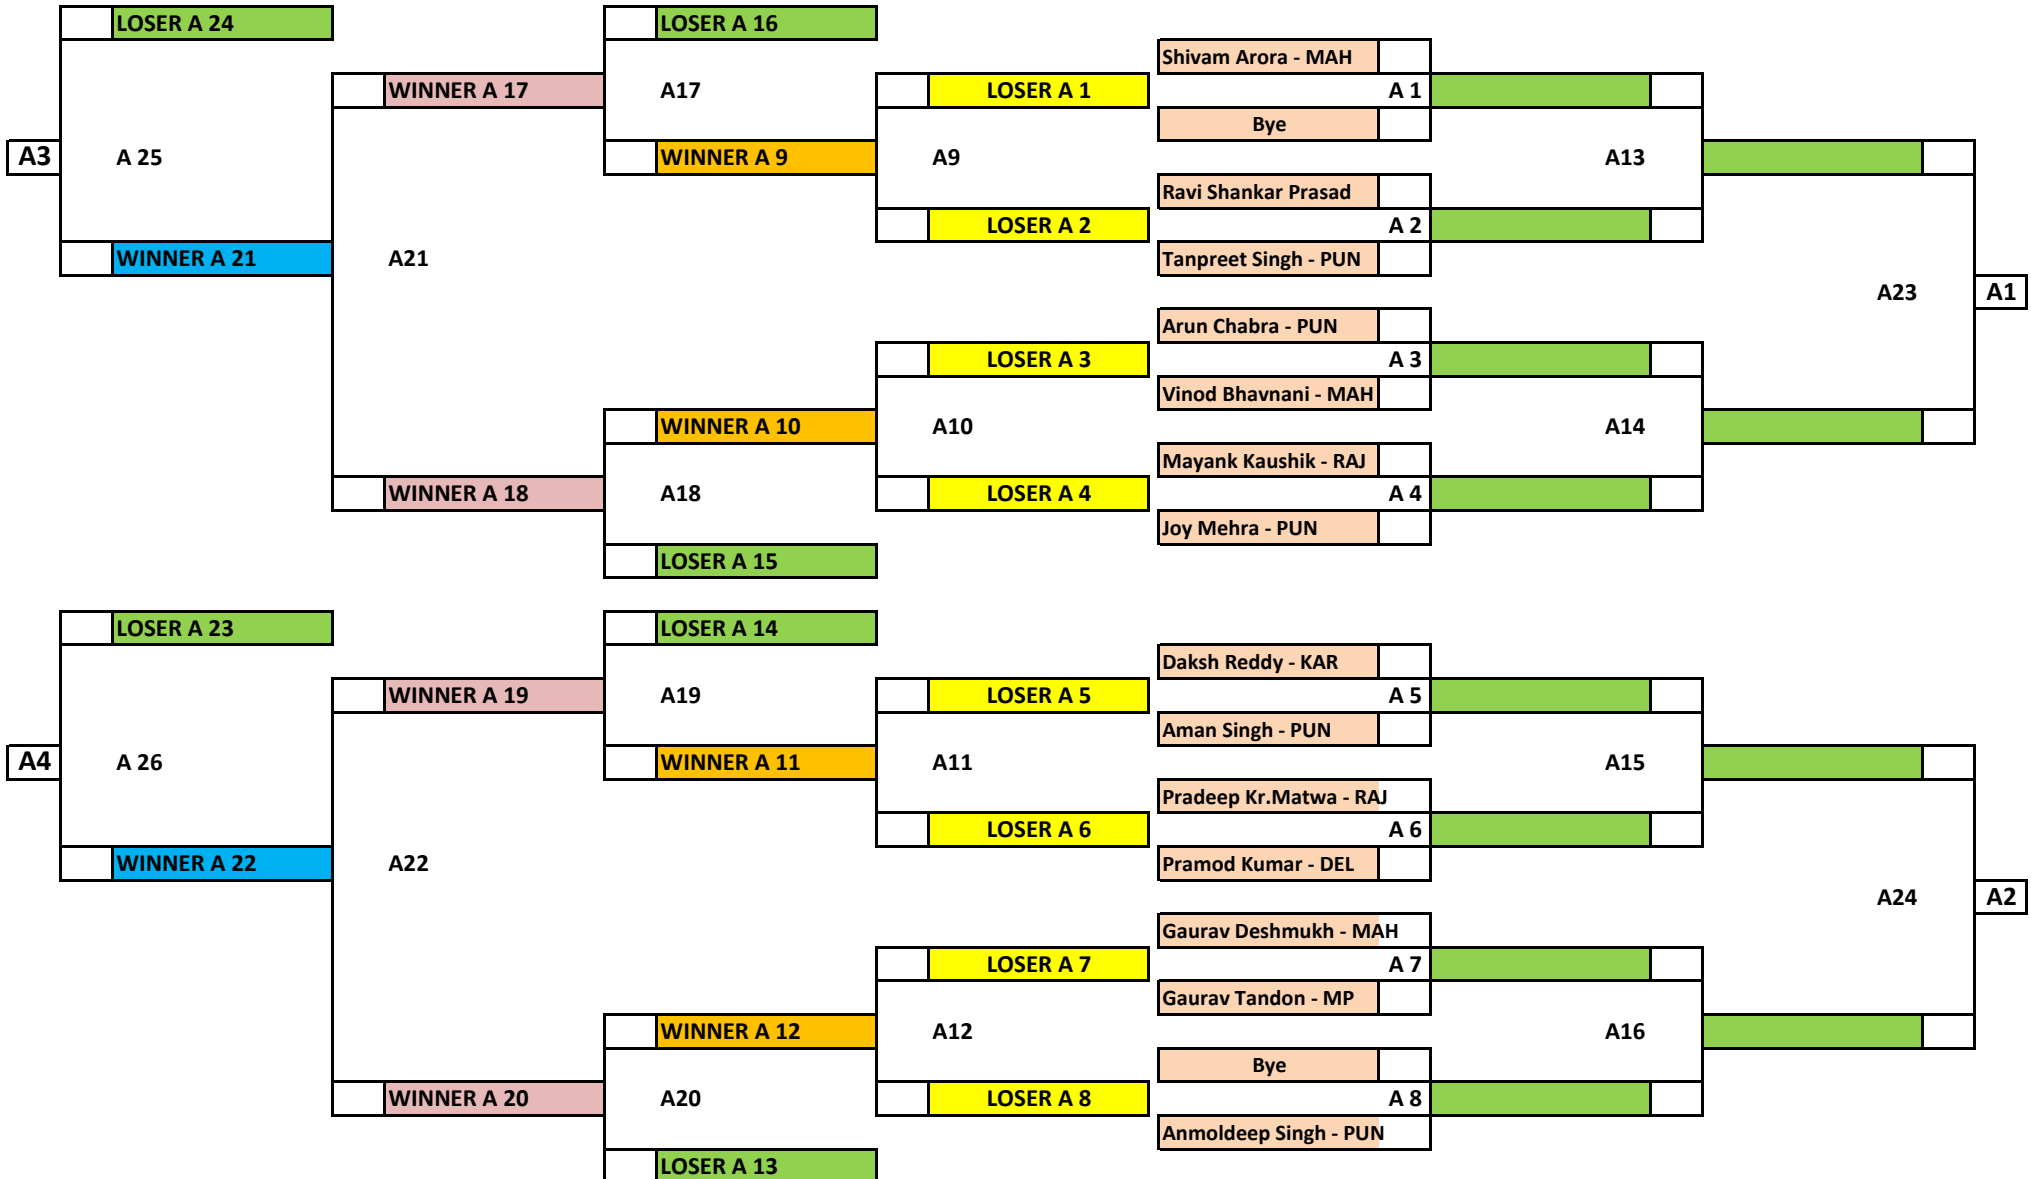 LOSER A 24
LOSER A 16
Shivam Arora - MAH
WINNER A 17
A17
LOSER A 1
A 1
Bye
A3
A 25
WINNER A 9
A9
A13
Ravi Shankar Prasad
LOSER A 2
A 2
WINNER A 21
A21
Tanpreet Singh - PUN
A23
A1
Arun Chabra - PUN
LOSER A 3
A 3
Vinod Bhavnani - MAH
WINNER A 10
A10
A14
Mayank Kaushik - RAJ
WINNER A 18
A18
LOSER A 4
A 4
Joy Mehra - PUN
LOSER A 15
LOSER A 23
LOSER A 14
Daksh Reddy - KAR
WINNER A 19
A19
LOSER A 5
A 5
Aman Singh - PUN
A4
A 26
WINNER A 11
A11
A15
Pradeep Kr.Matwa - RAJ
LOSER A 6
A 6
WINNER A 22
A22
Pramod Kumar - DEL
A24
A2
Gaurav Deshmukh - MAH
LOSER A 7
A 7
Gaurav Tandon - MP
WINNER A 12
A12
A16
Bye
WINNER A 20
A20
LOSER A 8
A 8
Anmoldeep Singh - PUN
LOSER A 13